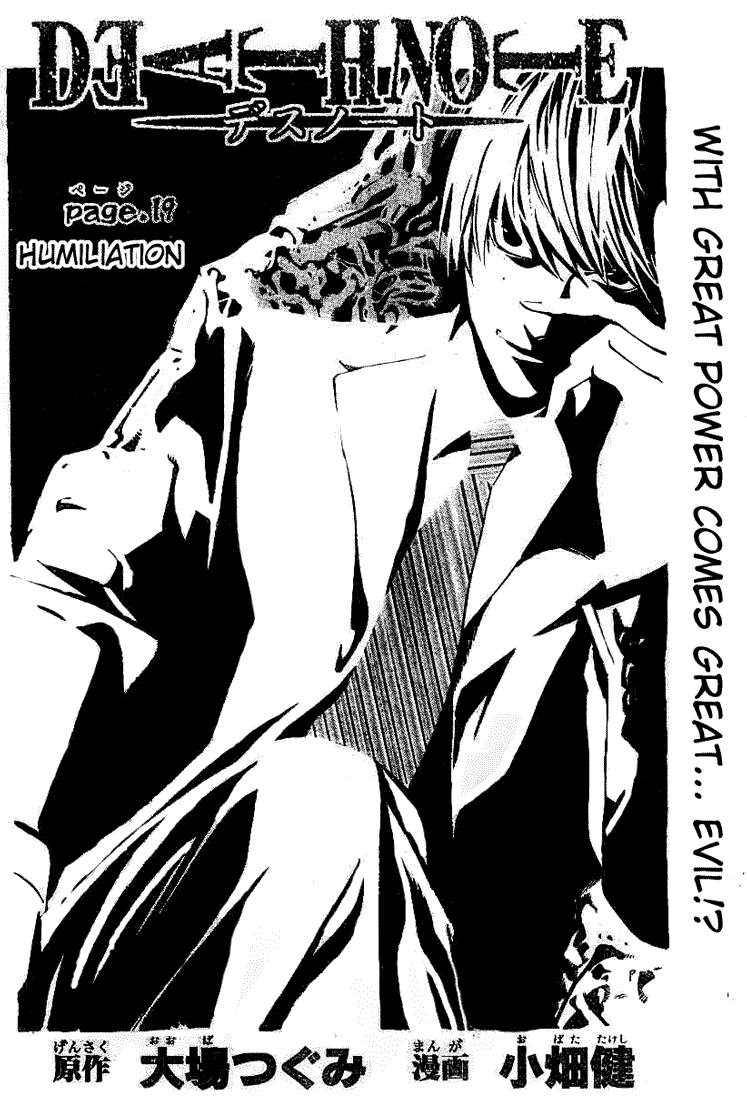 DEATH NOTE
デスノート
ページ
page.19
HUMILIATION
WITH GREAT POWER COMES GREAT... EVIL!?
げんさく おおば まんが おばた たけし
原作 大場つぐみ 漫画 小畑健